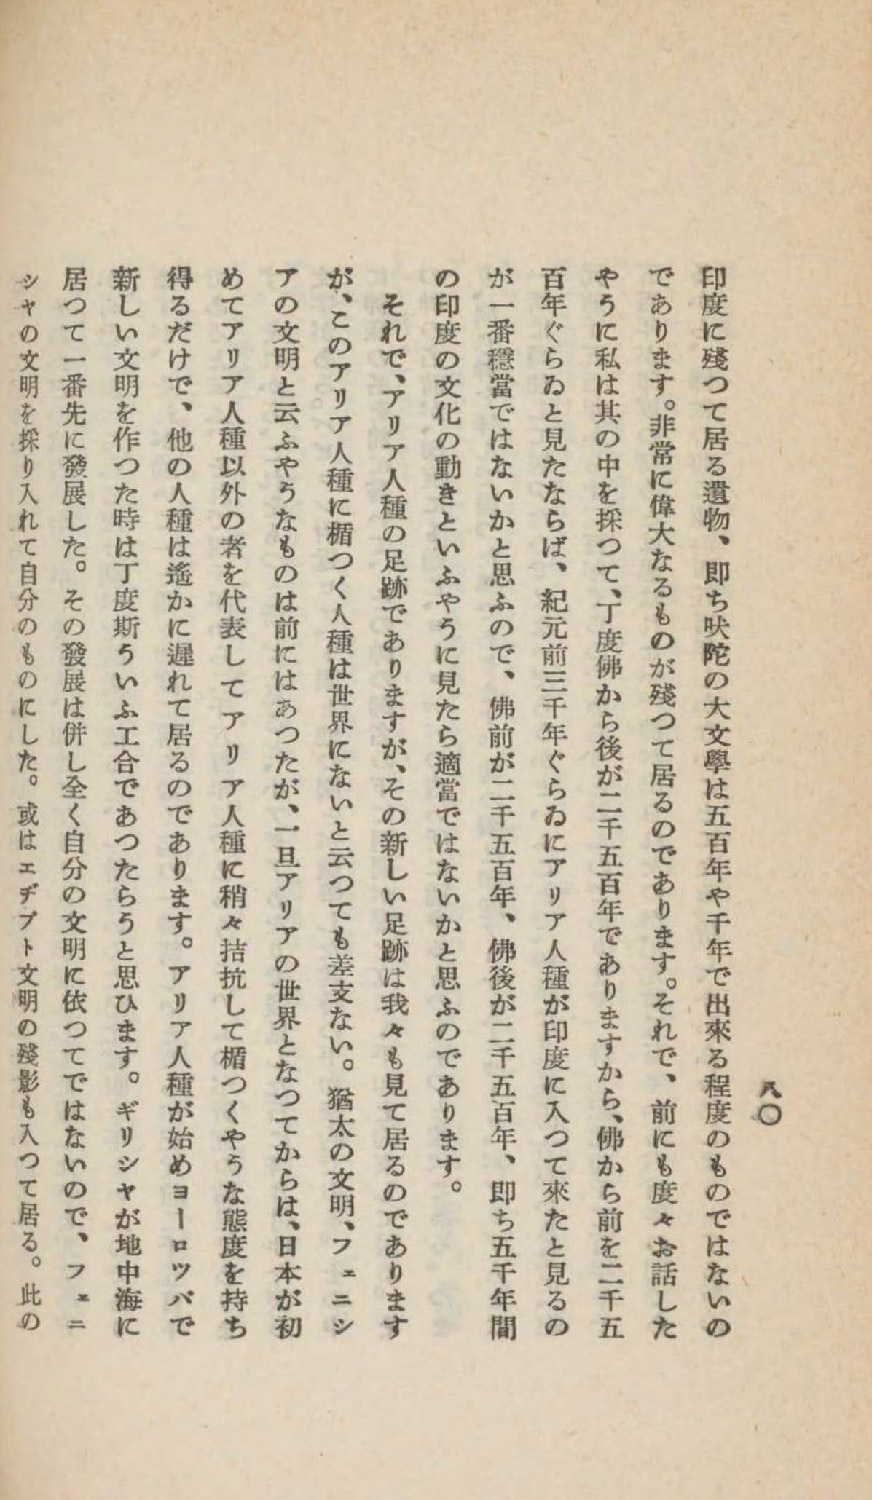 八〇
印度に殘つて居る遺物、卽ち吠陀の大文學は五百年や千年で出來る程度のものではないの
であります。非常に偉大なるものが殘つて居るのであります。それで、前にも度々お話した
やうに私は其の中を採つて、丁度佛から後が二千五百年でありますから、佛から前を二千五
百年ぐらゐと見たならば、紀元前三千年ぐらゐにアリア人種が印度に入つて來たと見るの
が一番穩當ではないかと思ふので、佛前が二千五百年、佛後が二千五百年、卽ち五千年間
の印度の文化の動きといふやうに見たら適當ではないかと思ふのであります。
それで、アリア人種の足跡でありますが、その新しい足跡は我々も見て居るのであります
が、このアリア人種に楯つく人種は世界にないと云つても差支ない。猶太の文明、フェニシ
アの文明と云ふやうなものは前にはあつたが、一旦アリアの世界となつてからは、日本が初
めてアリア人種以外の者を代表してアリア人種に稍々拮抗して楯つくやうな態度を持ち
得るだけで、他の人種は遙かに遲れて居るのであります。アリア人種が始めヨーロツパで
新しい文明を作つた時は丁度斯ういふ工合であつたらうと思ひます。ギリシヤが地中海に
居つて一番先に發展した。その發展は併し全く自分の文明に依つてではないので、フェニ
シヤの文明を採り入れて自分のものにした。或はエヂプト文明の殘影も入つて居る。此の